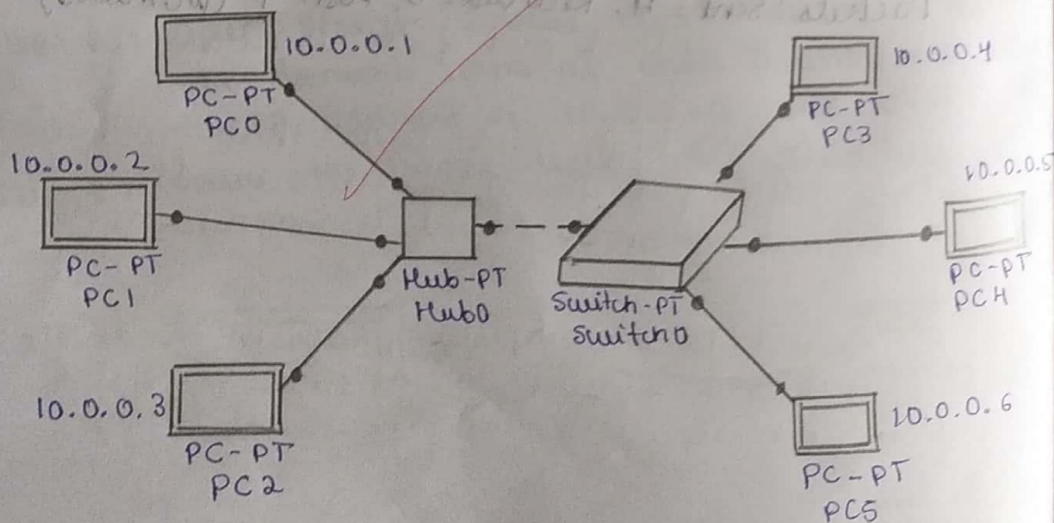 10.0.0.1
PC-PT
PC0
10.0.0.2
PC-PT
PC1
10.0.0.3
PC-PT
PC2
Hub-PT
Hub0
Switch-PT
Switch0
10.0.0.4
PC-PT
PC3
10.0.0.5
PC-PT
PC4
10.0.0.6
PC-PT
PC5